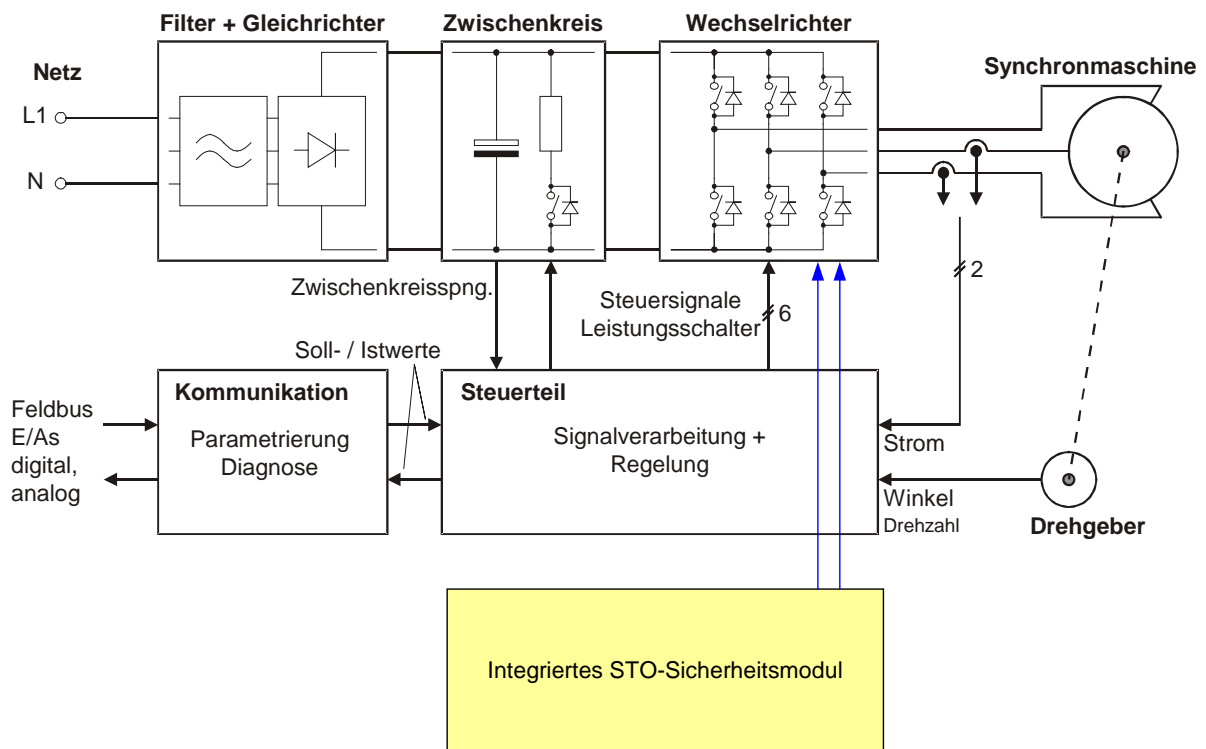 Filter + Gleichrichter
Zwischenkreis
Wechselrichter
Netz
L1
N
Synchronmaschine
Zwischenkreisspng.
Steuersignale
Leistungsschalter
6
2
Soll- / Istwerte
Feldbus
E/As
digital,
analog
Kommunikation
Parametrierung
Diagnose
Steuerteil
Signalverarbeitung +
Regelung
Strom
Winkel
Drehzahl
Drehgeber
Integriertes STO-Sicherheitsmodul